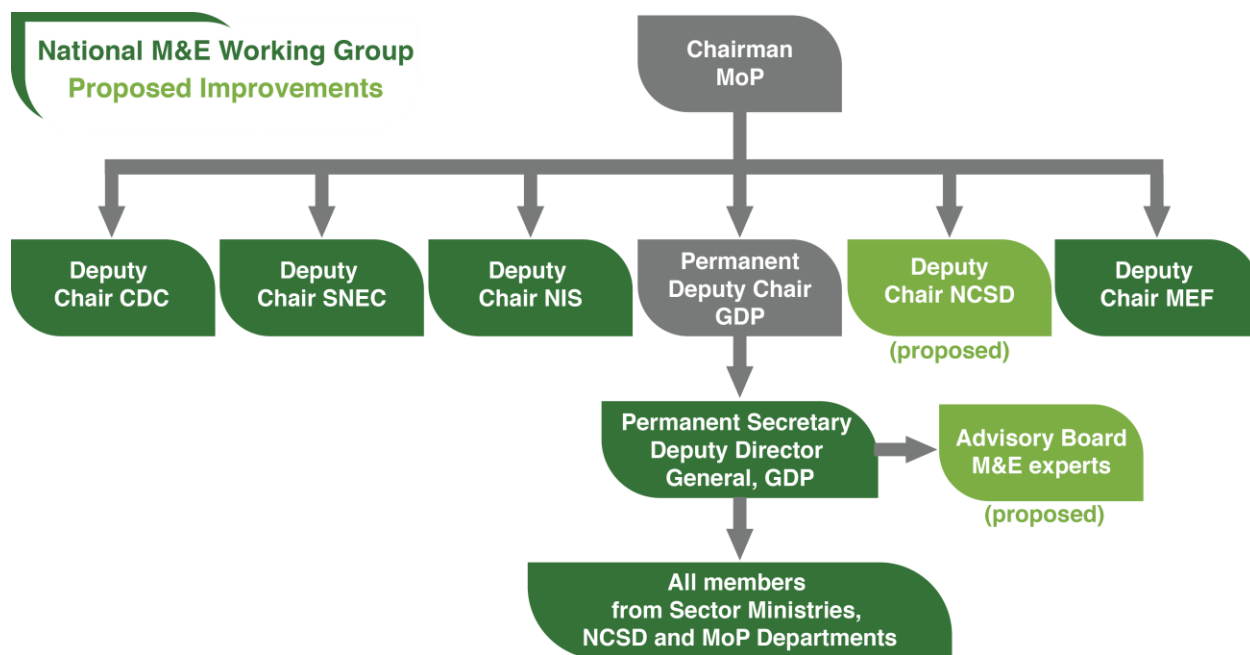 National M&E Working Group
Proposed Improvements
Chairman
MoP
Deputy
Chair CDC
Deputy
Chair SNEC
Deputy
Chair NIS
Permanent
Deputy Chair
GDP
Deputy
Chair NCSD
(proposed)
Deputy
Chair MEF
Permanent Secretary
Deputy Director
General, GDP
Advisory Board
M&E experts
(proposed)
All members
from Sector Ministries,
NCSD and MoP Departments